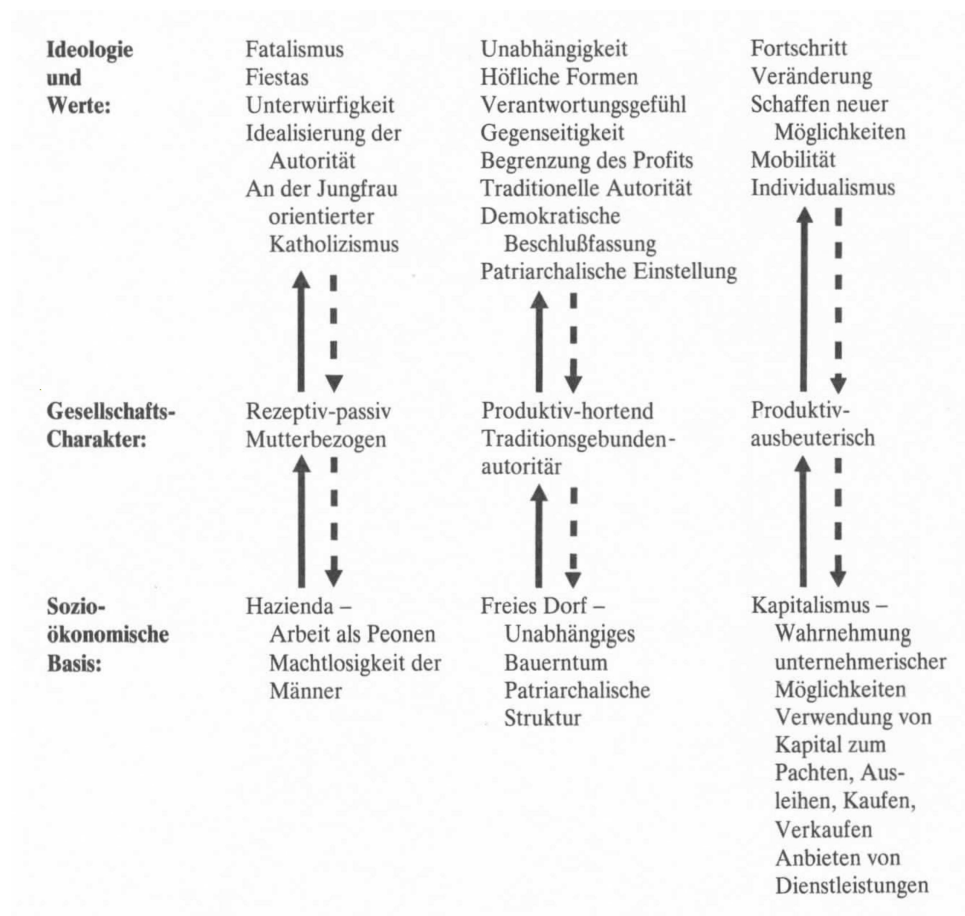 Ideologie
und
Werte:
Fatalismus
Fiestas
Unterwürfigkeit
Idealisierung der
Autorität
An der Jungfrau
orientierter
Katholizismus
Unabhängigkeit
Höfliche Formen
Verantwortungsgefühl
Gegenseitigkeit
Begrenzung des Profits
Traditionelle Autorität
Demokratische
Beschlußfassung
Patriarchalische Einstellung
Fortschritt
Veränderung
Schaffen neuer
Möglichkeiten
Mobilität
Individualismus
Gesellschafts-
Charakter:
Rezeptiv-passiv
Mutterbezogen
Produktiv-hortend
Traditionsgebunden-
autoritär
Produktiv-
ausbeuterisch
Sozio-
ökonomische
Basis:
Hazienda –
Arbeit als Peonen
Machtlosigkeit der
Männer
Freies Dorf –
Unabhängiges
Bauerntum
Patriarchalische
Struktur
Kapitalismus –
Wahrnehmung
unternehmerischer
Möglichkeiten
Verwendung von
Kapital zum
Pachten, Aus-
leihen, Kaufen,
Verkaufen
Anbieten von
Dienstleistungen